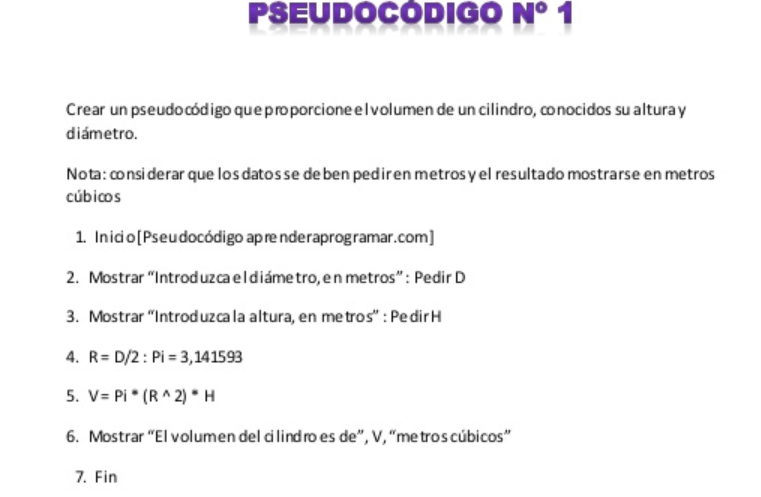 PSEUDOCÓDIGO Nº 1
Crear un pseudocódigo que proporcione el volumen de un cilindro, conocidos su altura y
diámetro.
Nota: considerar que los datos se deben pedir en metros y el resultado mostrarse en metros
cúbicos
1. Inicio [Pseudocódigo aprenderaprogramar.com]
2. Mostrar “Introduzca el diámetro, en metros” : Pedir D
3. Mostrar “Introduzca la altura, en metros” : Pedir H
4. R = D/2 : Pi = 3,141593
5. V = Pi * (R ^ 2) * H
6. Mostrar “El volumen del cilindro es de”, V, “metros cúbicos”
7. Fin